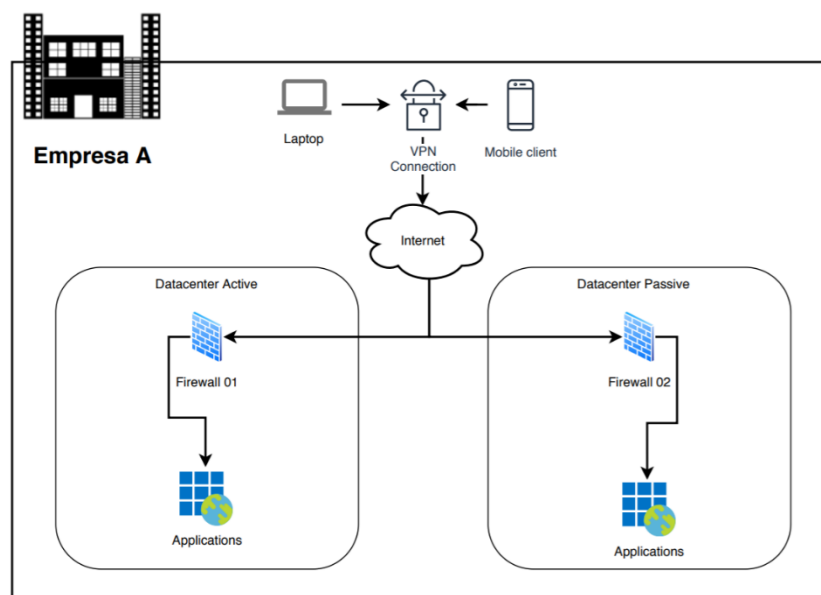 Empresa A
Laptop
VPN
Connection
Mobile client
Internet
Datacenter Active
Datacenter Passive
Firewall 01
Firewall 02
Applications
Applications